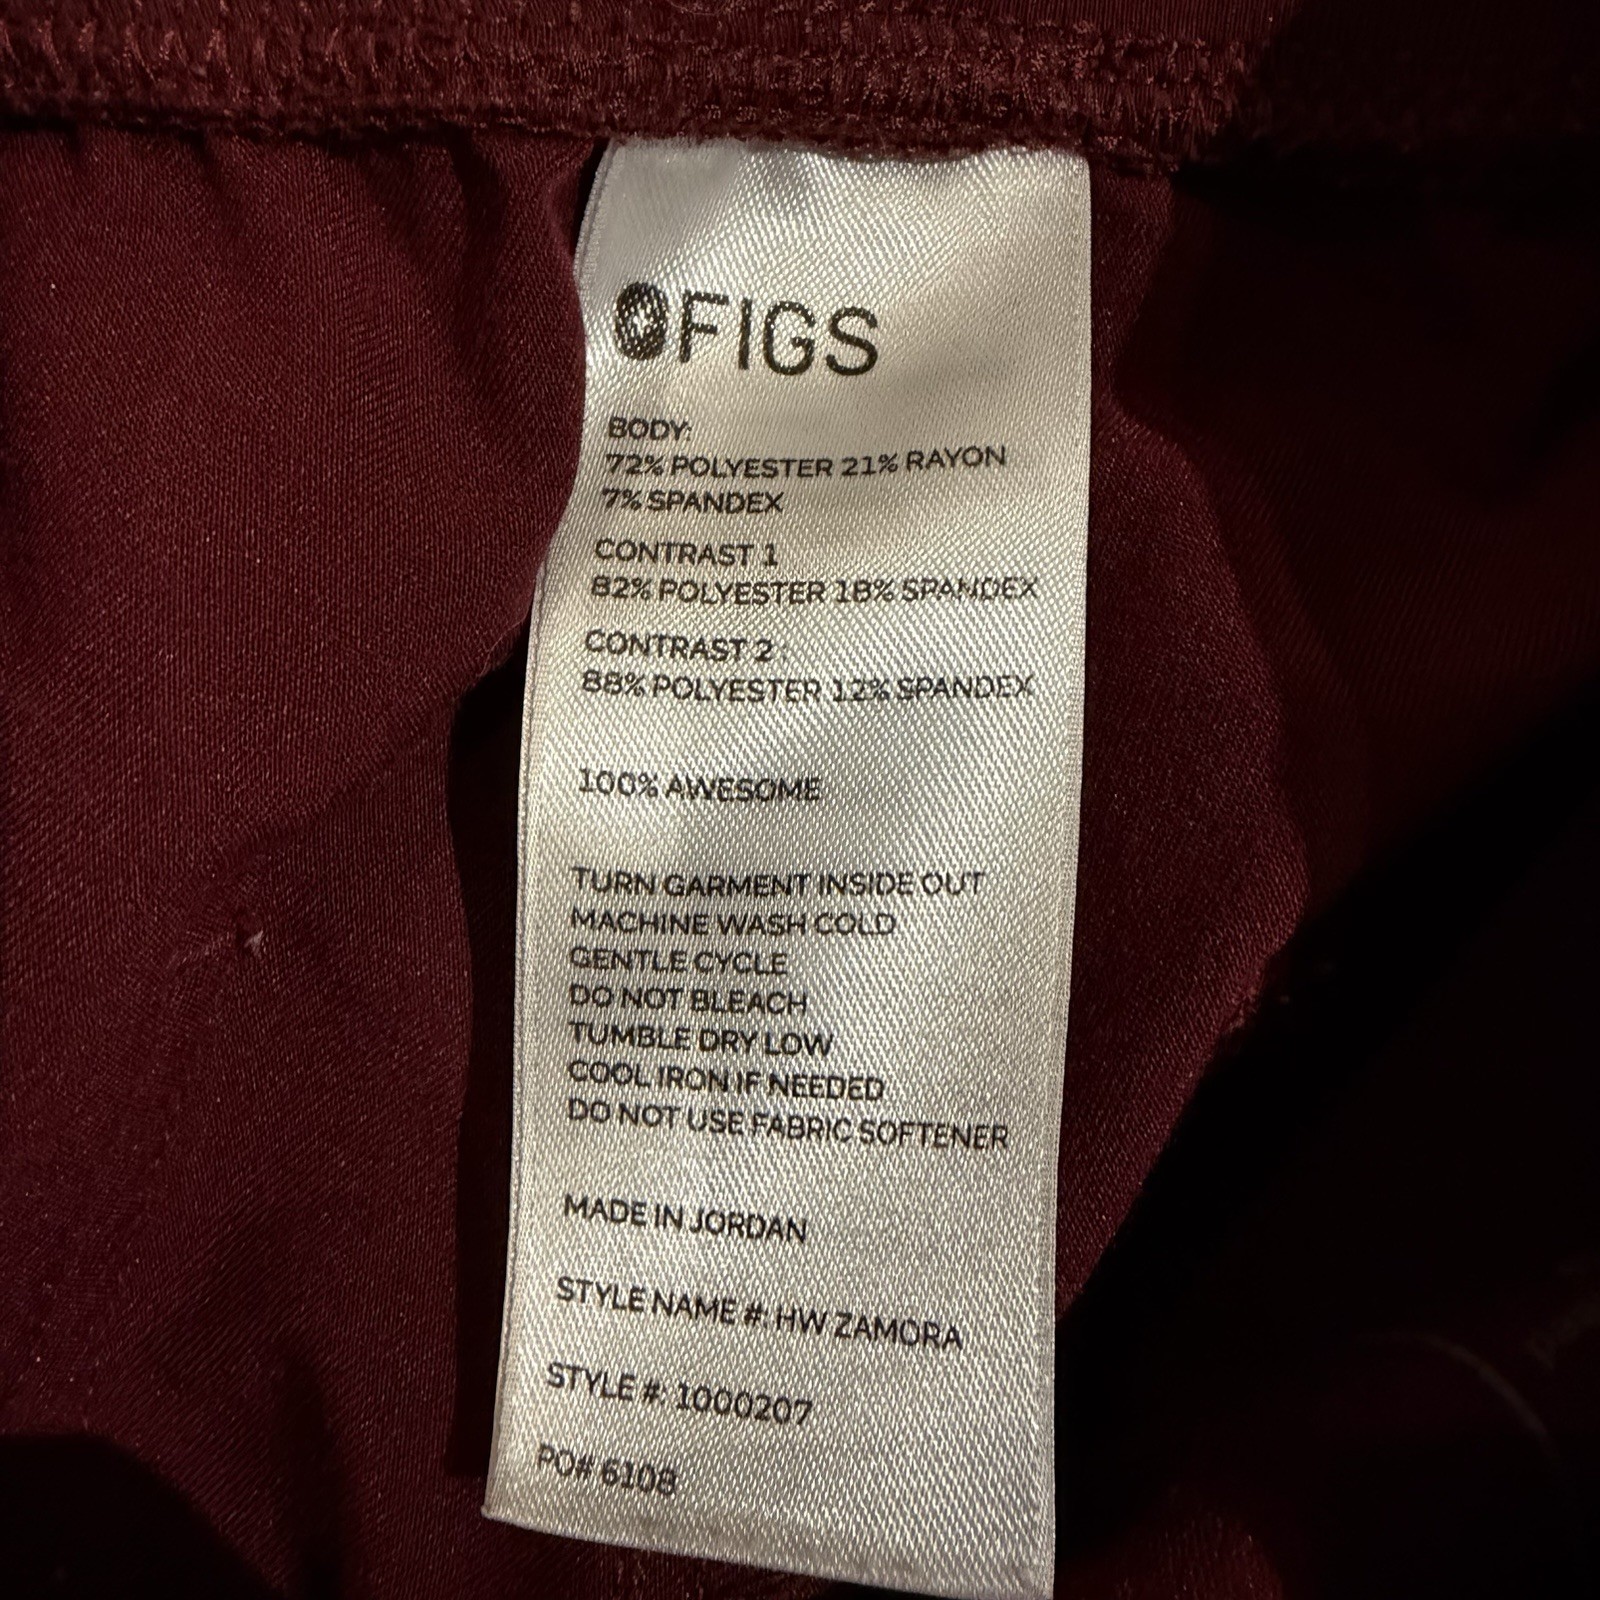 FIGS
BODY:
72% POLYESTER 21% RAYON
7% SPANDEX
CONTRAST 1
82% POLYESTER 18% SPANDEX
CONTRAST 2 :
88% POLYESTER 12% SPANDEX
100% AWESOME
TURN GARMENT INSIDE OUT
MACHINE WASH COLD
GENTLE CYCLE
DO NOT BLEACH
TUMBLE DRY LOW
COOL IRON IF NEEDED
DO NOT USE FABRIC SOFTENER
MADE IN JORDAN
STYLE NAME #: HW ZAMORA
STYLE #: 1000207
PO# 6108